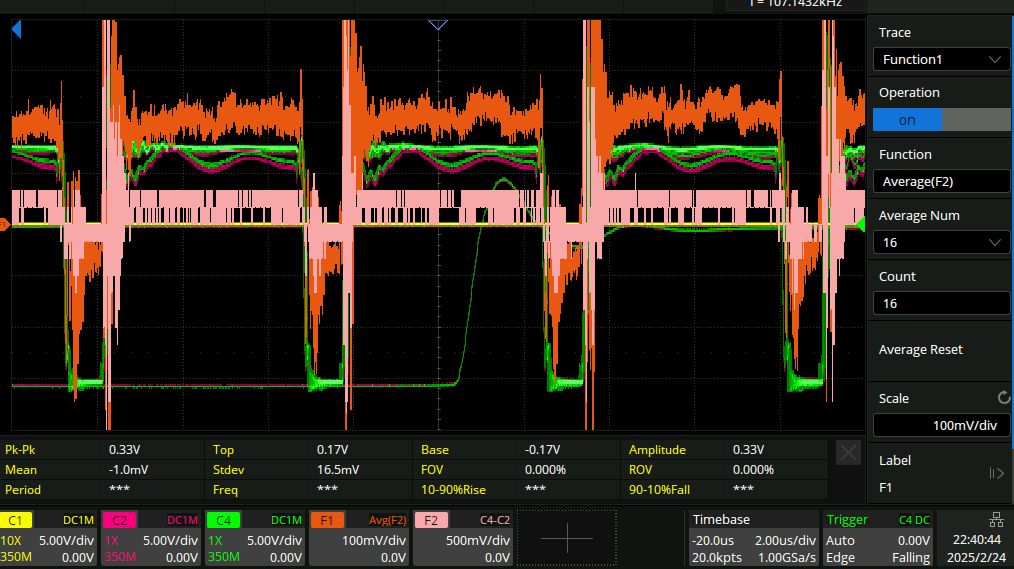 f = 107.1432kHz
Trace
Function1
Operation
on
Function
Average(F2)
Average Num
16
Count
16
Average Reset
Scale
100mV/div
Label
F1
Pk-Pk 0.33V Top 0.17V Base -0.17V Amplitude 0.33V
Mean -1.0mV Stdev 16.5mV FOV 0.000% ROV 0.000%
Period *** Freq *** 10-90%Rise *** 90-10%Fall ***
C1 DC1M C2 DC1M C4 DC1M F1 Avg(F2) F2 C4-C2 Timebase Trigger C4 DC
10X 5.00V/div 1X 5.00V/div 1X 5.00V/div 100mV/div 500mV/div -20.0us 2.00us/div Auto 0.00V 22:40:44
350M 0.00V 350M 0.00V 350M 0.00V 0.0V 0.0V 20.0kpts 1.00GSa/s Edge Falling 2025/2/24